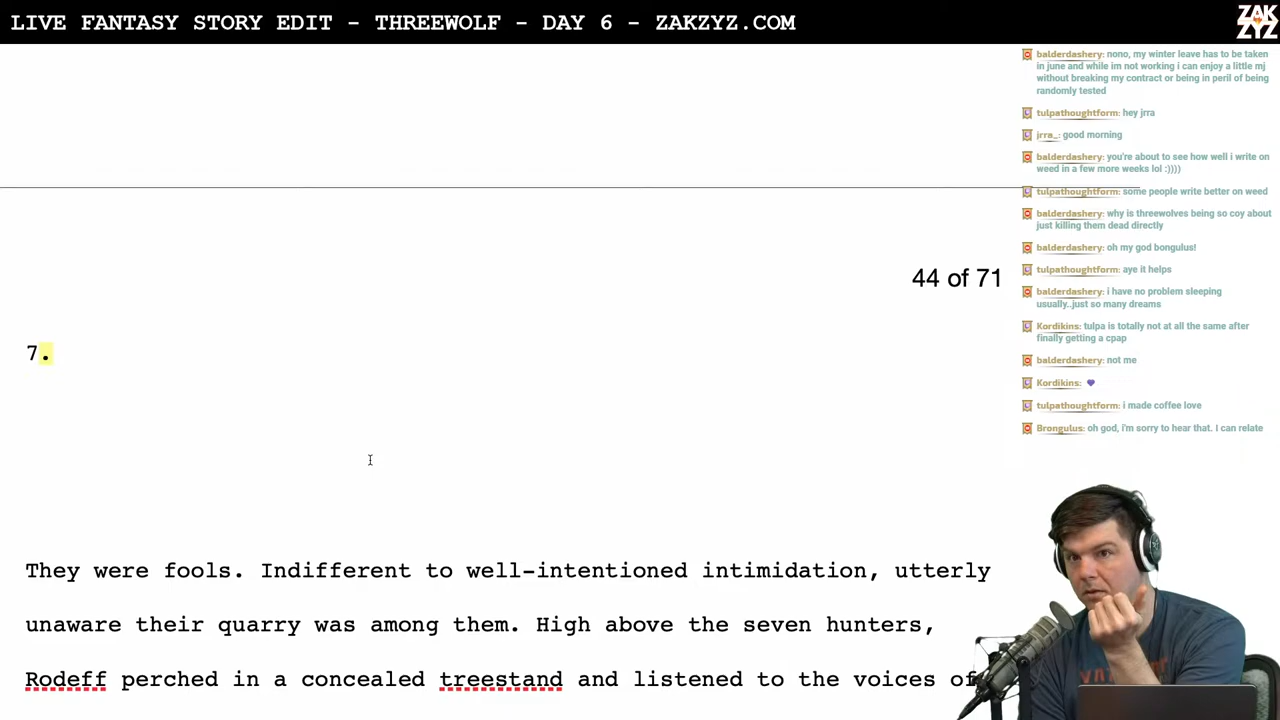 LIVE FANTASY STORY EDIT - THREEWOLF - DAY 6 - ZAKZYZ.COM
ZAK
ZYZ
balderdashery: nono, my winter leave has to be taken
in june and while im not working i can enjoy a little mj
without breaking my contract or being in peril of being
randomly tested
tulpathoughtform: hey jrra
jrra_: good morning
balderdashery: you're about to see how well i write on
weed in a few more weeks lol :))))
tulpathoughtform: some people write better on weed
balderdashery: why is threewolves being so coy about
just killing them dead directly
balderdashery: oh my god bongulus!
tulpathoughtform: aye it helps
balderdashery: i have no problem sleeping
usually..just so many dreams
Kordikins: tulpa is totally not at all the same after
finally getting a cpap
balderdashery: not me
Kordikins: 💜
tulpathoughtform: i made coffee love
Brongulus: oh god, i'm sorry to hear that. I can relate
44 of 71
7.
They were fools. Indifferent to well-intentioned intimidation, utterly
unaware their quarry was among them. High above the seven hunters,
Rodeff perched in a concealed treestand and listened to the voices of